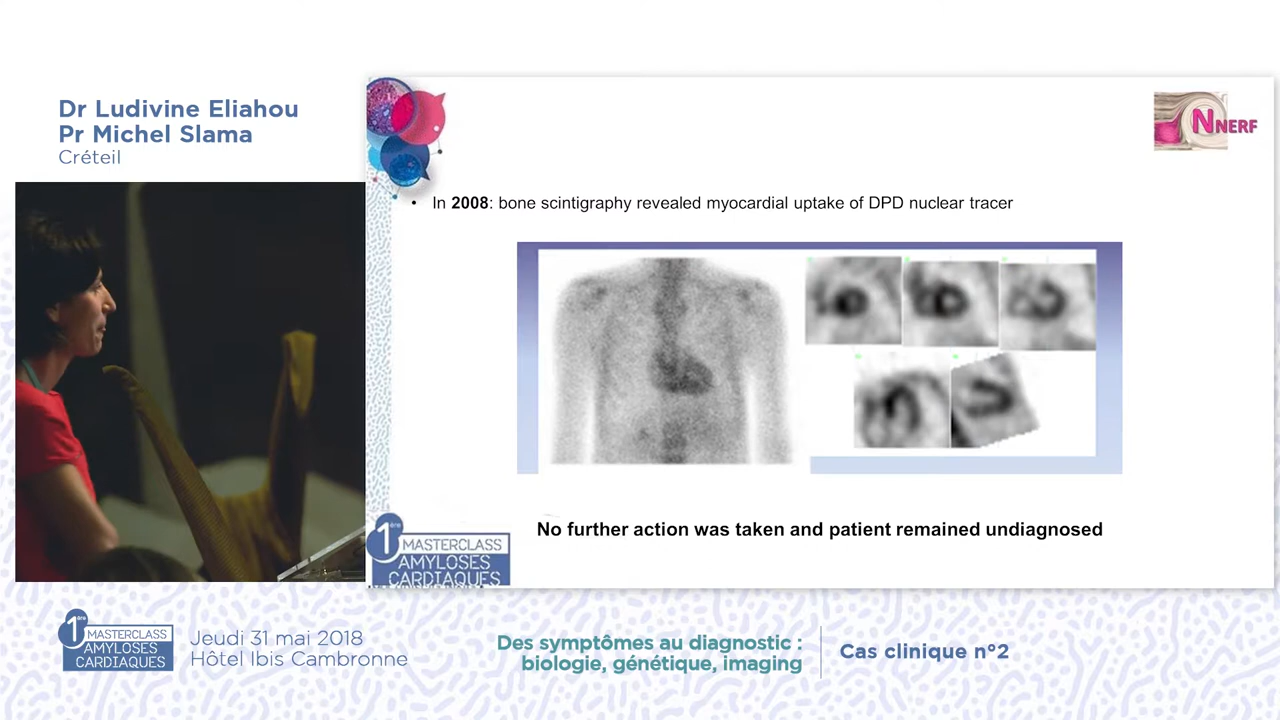 Dr Ludivine Eliahou
Pr Michel Slama
Créteil
NNERF
• In 2008: bone scintigraphy revealed myocardial uptake of DPD nuclear tracer
No further action was taken and patient remained undiagnosed
1ère
MASTERCLASS
AMYLOSES
CARDIAQUES
1ère
MASTERCLASS
AMYLOSES
CARDIAQUES
Jeudi 31 mai 2018
Hôtel Ibis Cambronne
Des symptômes au diagnostic :
biologie, génétique, imaging
Cas clinique n°2